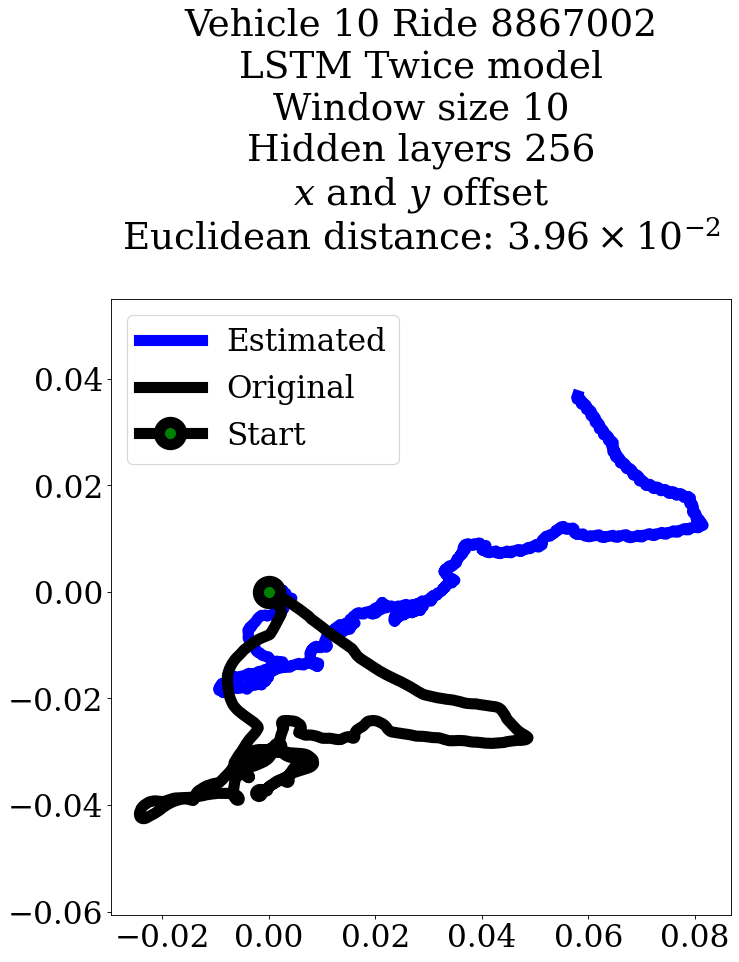 Vehicle 10 Ride 8867002
LSTM Twice model
Window size 10
Hidden layers 256
x and y offset
Euclidean distance: 3.96 × 10⁻²
Estimated
Original
Start
0.04
0.02
0.00
−0.02
−0.04
−0.06
−0.02 0.00 0.02 0.04 0.06 0.08